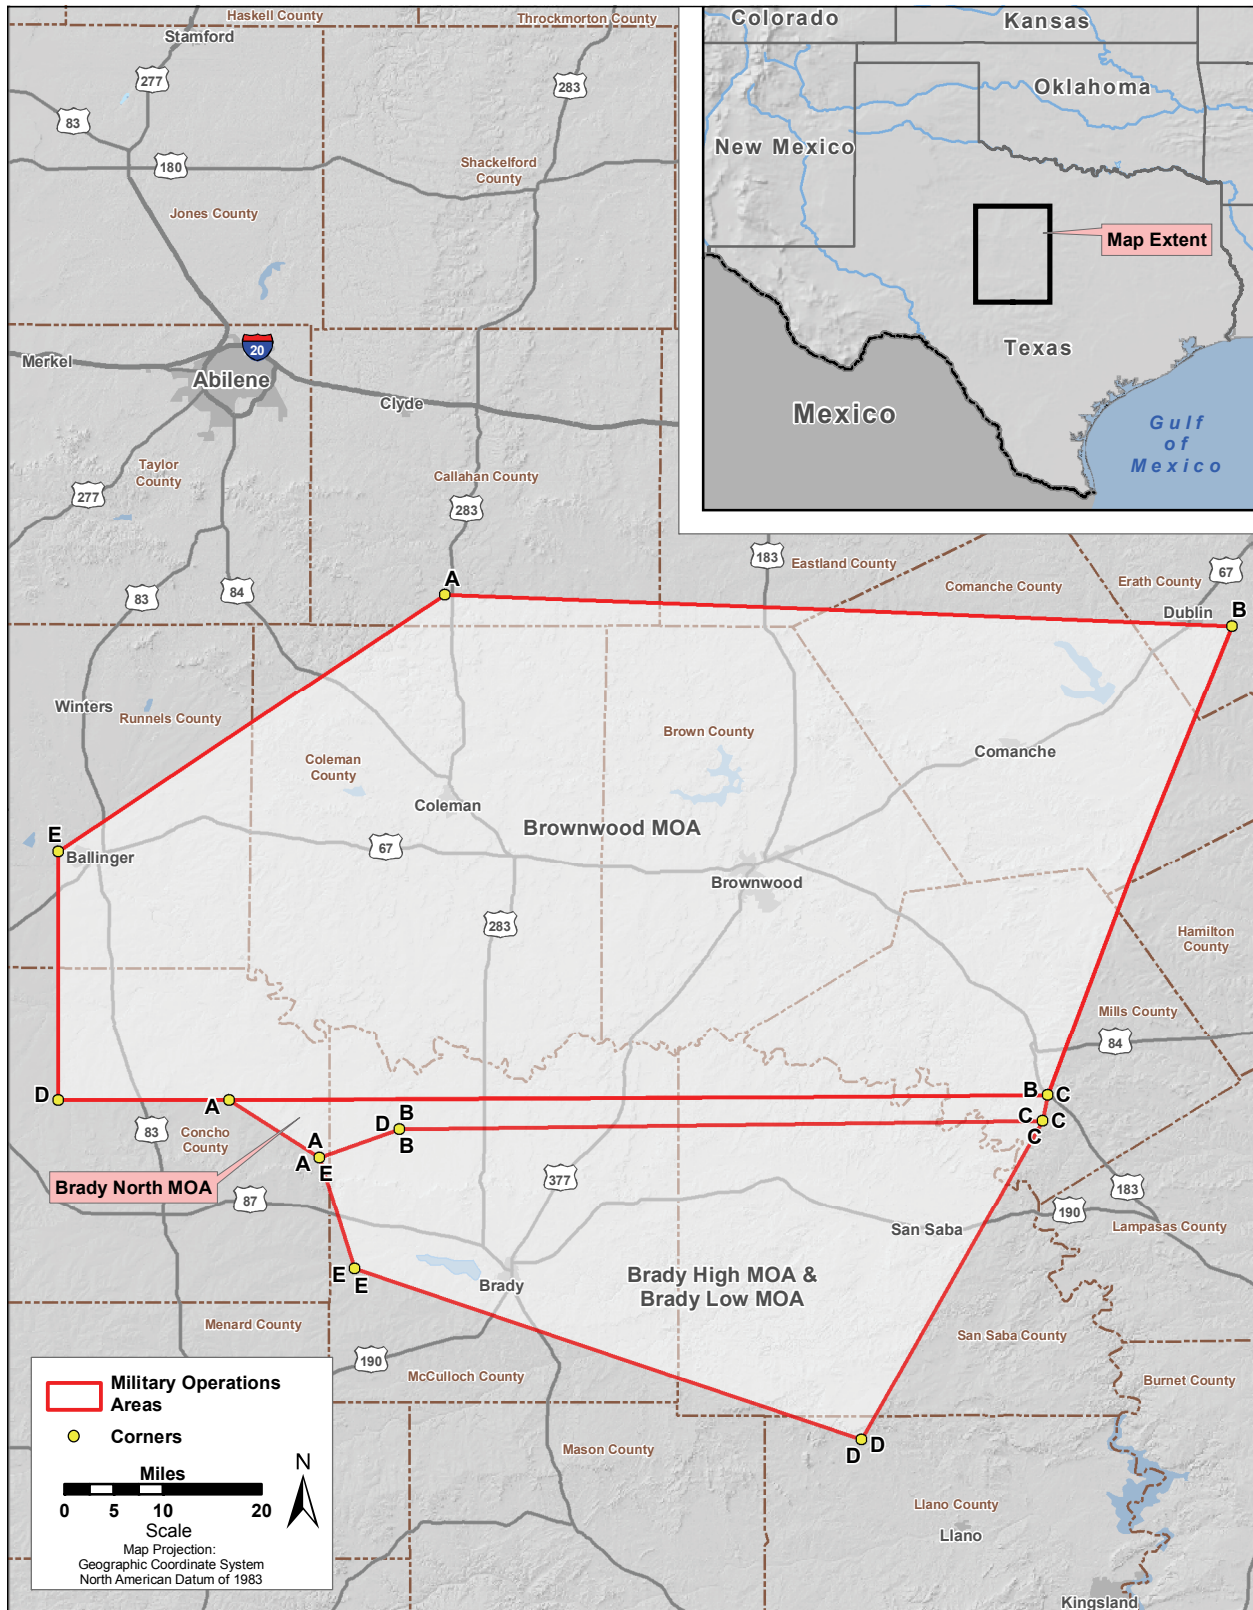 Haskell County
Throckmorton County
Stamford
277
283
83
180
Shackelford
County
Jones County
Colorado
Kansas
Oklahoma
New Mexico
Map Extent
Texas
Mexico
Gulf
of
Mexico
20
Merkel
Abilene
Clyde
Taylor
County
Callahan County
277
283
183
Eastland County
Comanche County
Erath County
67
83
84
A
Dublin
B
Winters
Runnels County
Coleman
County
Brown County
Comanche
Coleman
Brownwood MOA
E
Ballinger
67
Brownwood
283
Hamilton
County
Mills County
84
D
A
B
C
83
Concho
County
B
D
B
C
C
C
A
A
E
Brady North MOA
87
377
183
190
San Saba
Lampasas County
E
E
Brady
Brady High MOA &
Brady Low MOA
Menard County
San Saba County
190
McCulloch County
Burnet County
D
D
Mason County
Llano County
Llano
Kingsland
Military Operations
Areas
Corners
Miles
N
0 5 10 20
Scale
Map Projection:
Geographic Coordinate System
North American Datum of 1983